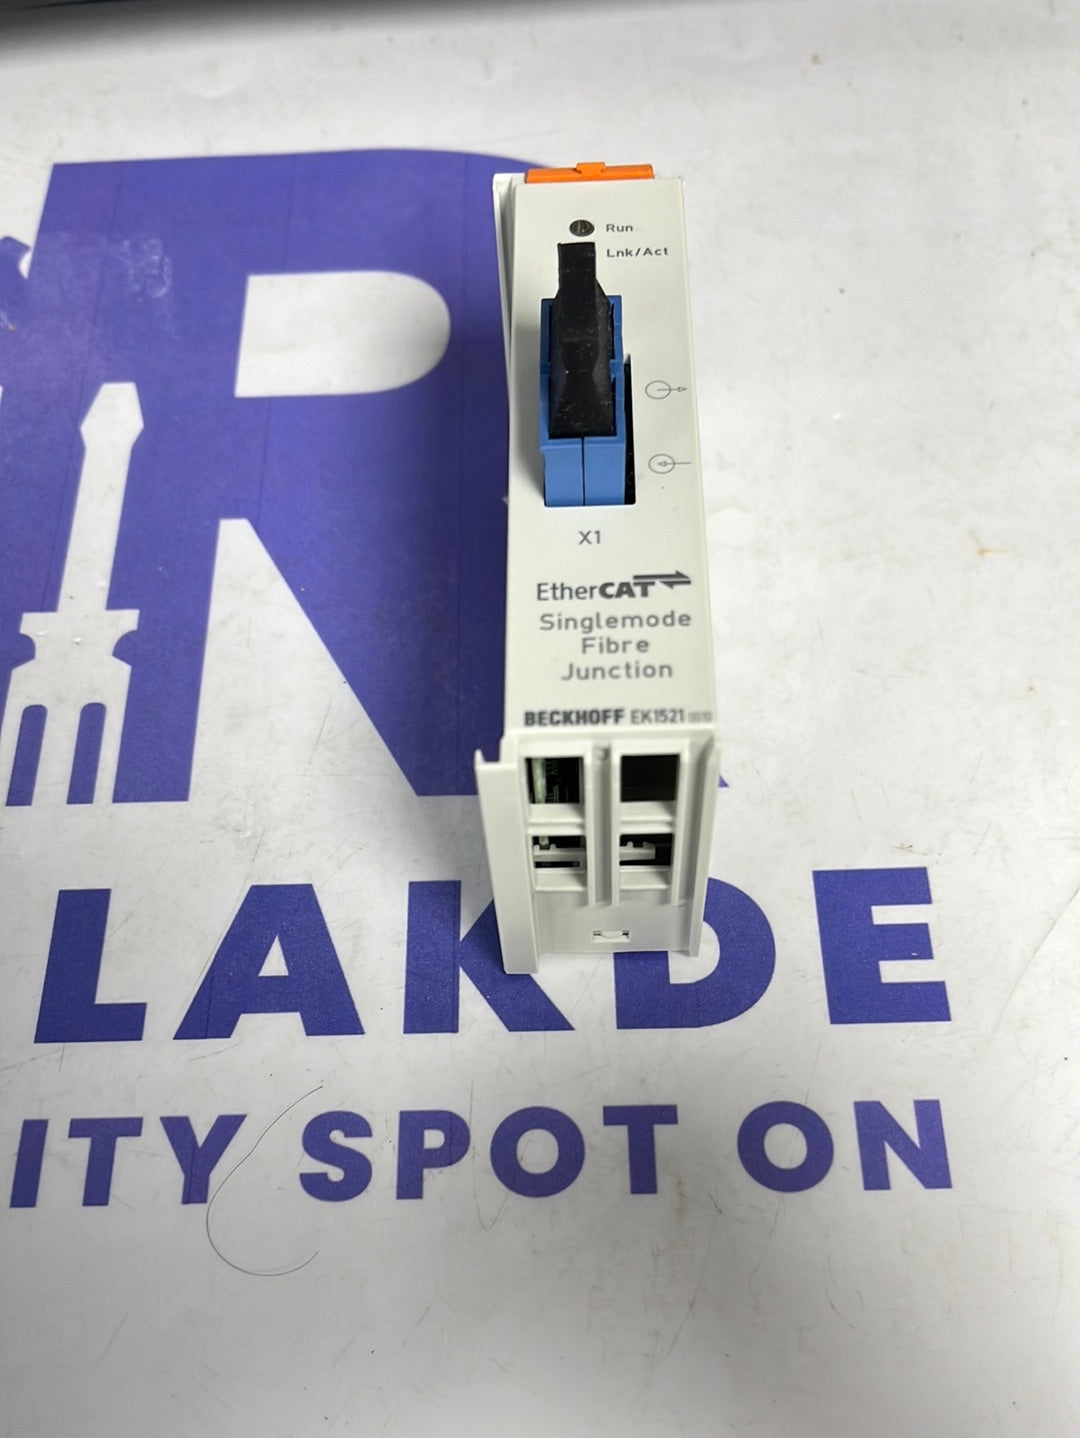 Run
Lnk/Act
X1
EtherCAT
Singlemode
Fibre
Junction
BECKHOFF EK1521 0010
R
LAKDE
ITY SPOT ON